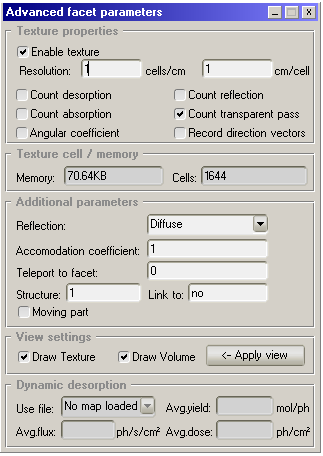 Advanced facet parameters
Texture properties
Enable texture
Resolution: 1 cells/cm 1 cm/cell
Count desorption Count reflection
Count absorption Count transparent pass
Angular coefficient Record direction vectors
Texture cell / memory
Memory: 70.64KB Cells: 1644
Additional parameters
Reflection: Diffuse
Accomodation coefficient: 1
Teleport to facet: 0
Structure: 1 Link to: no
Moving part
View settings
Draw Texture Draw Volume <- Apply view
Dynamic desorption
Use file: No map loaded Avg.yield: mol/ph
Avg.flux: ph/s/cm² Avg.dose: ph/cm²